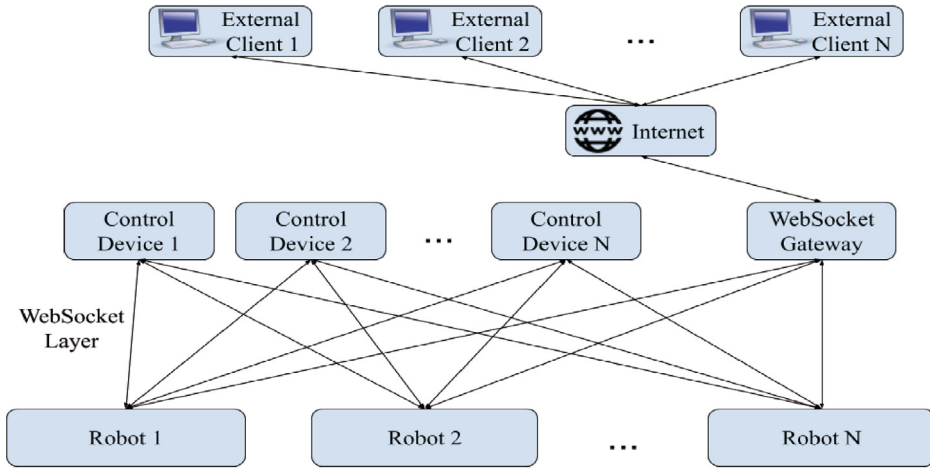 External
Client 1
External
Client 2
...
External
Client N
WWW
Internet
Control
Device 1
Control
Device 2
...
Control
Device N
WebSocket
Gateway
WebSocket
Layer
Robot 1
Robot 2
...
Robot N